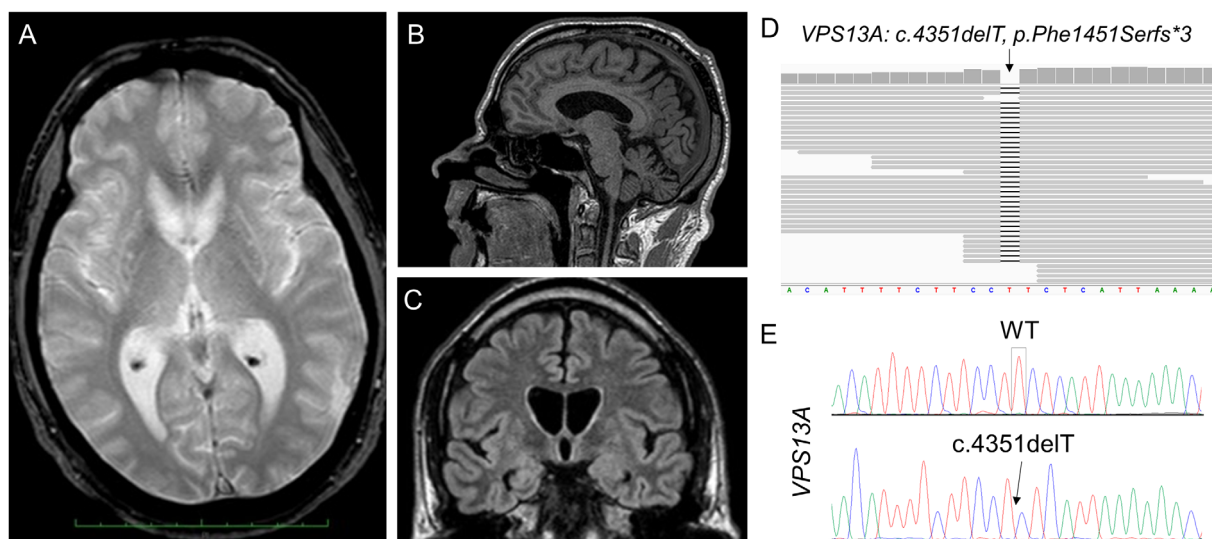 A
B
C
D
VPS13A: c.4351delT, p.Phe1451Serfs*3
A C A T T T T C T T C C T T C T C A T T A A A A
E
WT
VPS13A
c.4351delT